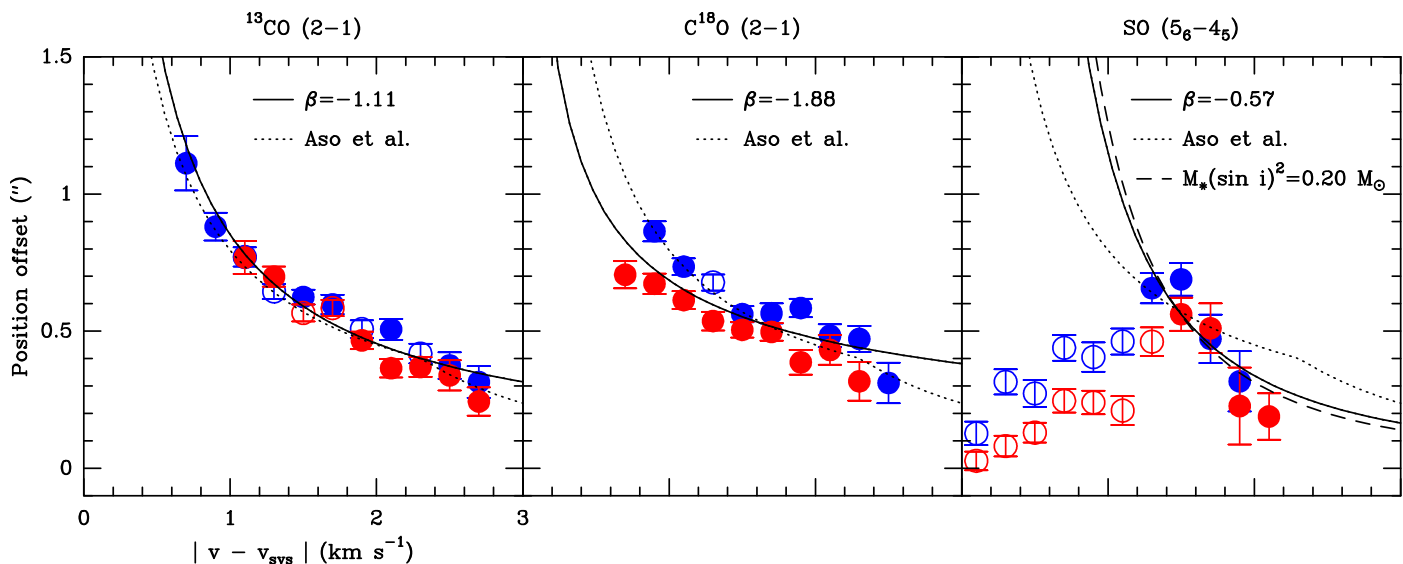 ¹³CO (2−1)
C¹⁸O (2−1)
SO (5₆−4₅)
1.5
1
0.5
0
Position offset (″)
β=−1.11
Aso et al.
β=−1.88
Aso et al.
β=−0.57
Aso et al.
M⁎(sin i)²=0.20 M⊙
0 1 2 3
| v − vsys | (km s⁻¹)